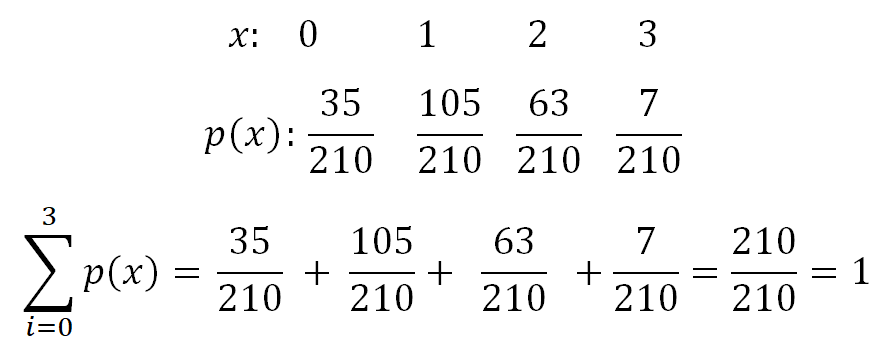 x: 0 1 2 3
p(x): 35/210 105/210 63/210 7/210
∑_{i=0}^{3} p(x) = 35/210 + 105/210 + 63/210 + 7/210 = 210/210 = 1